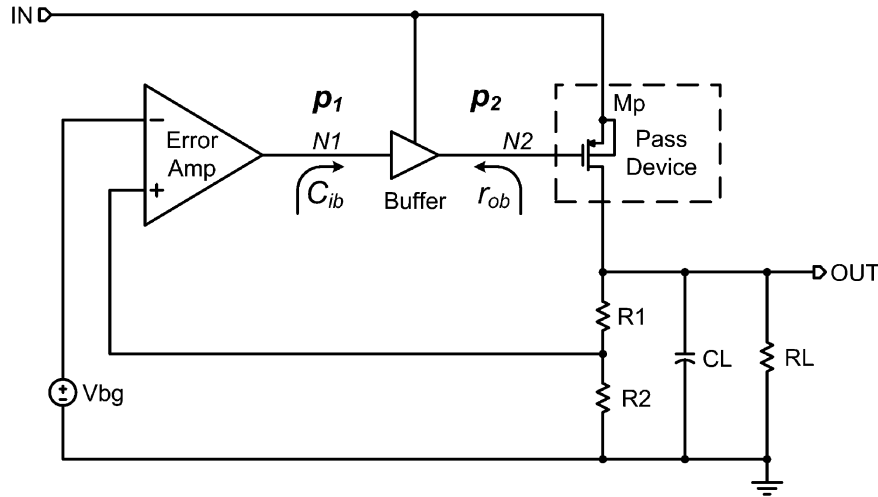 IN
p1
p2
Mp
Error
Amp
N1
N2
Pass
Device
Cib
Buffer
rob
OUT
R1
CL
RL
Vbg
R2